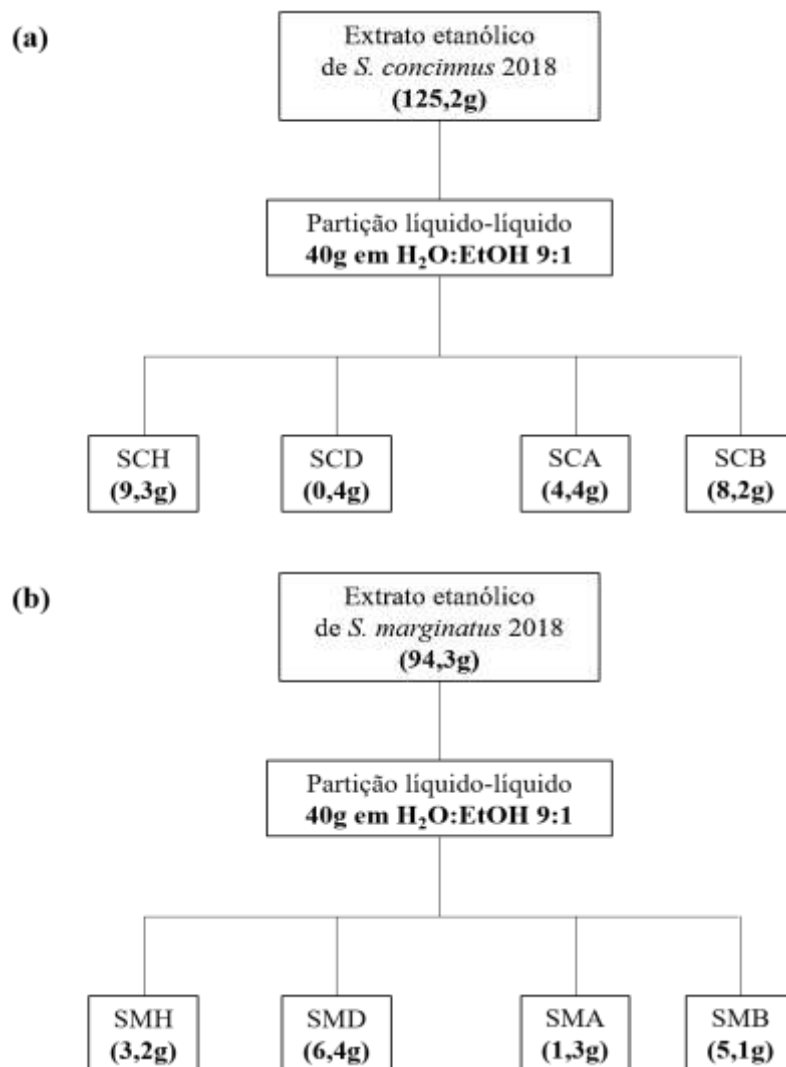 (a)
Extrato etanólico
de S. concinnus 2018
(125,2g)
Partição líquido-líquido
40g em H₂O:EtOH 9:1
SCH
(9,3g)
SCD
(0,4g)
SCA
(4,4g)
SCB
(8,2g)
(b)
Extrato etanólico
de S. marginatus 2018
(94,3g)
Partição líquido-líquido
40g em H₂O:EtOH 9:1
SMH
(3,2g)
SMD
(6,4g)
SMA
(1,3g)
SMB
(5,1g)